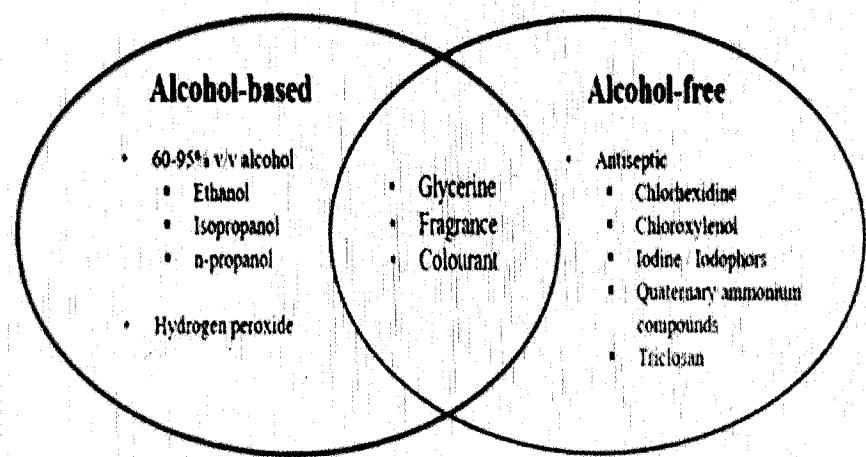 Alcohol-based
• 60-95% v/v alcohol
▪ Ethanol
▪ Isopropanol
▪ n-propanol
• Hydrogen peroxide
• Glycerine
• Fragrance
• Colourant
Alcohol-free
• Antiseptic
▪ Chlorhexidine
▪ Chloroxylenol
▪ Iodine / Iodophors
▪ Quaternary ammonium
compounds
▪ Triclosan